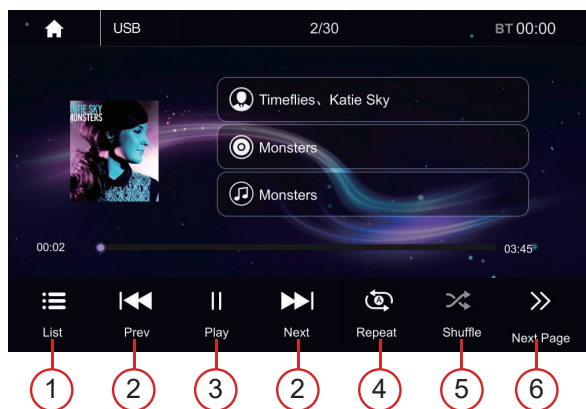 USB 2/30 BT 00:00
Timeflies、Katie Sky
KATIE SKY
MONSTERS
Monsters
Monsters
00:02 03:45
List Prev Play Next Repeat Shuffle Next Page
1 2 3 2 4 5 6